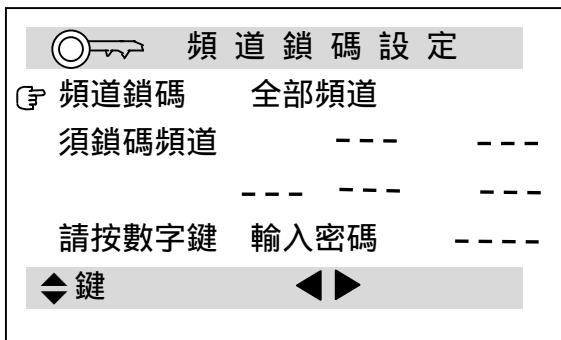 頻道鎖碼設定
頻道鎖碼 全部頻道
須鎖碼頻道 --- ---
--- --- ---
請按數字鍵 輸入密碼 ----
鍵